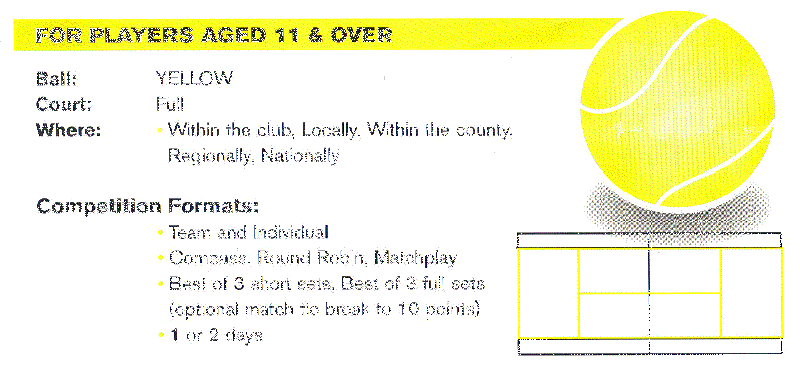 FOR PLAYERS AGED 11 & OVER
Ball: YELLOW
Court: Full
Where: • Within the club, Locally, Within the county,
Regionally, Nationally
Competition Formats:
• Team and Individual
• Compass, Round Robin, Matchplay
• Best of 3 short sets, Best of 3 full sets
(optional match tie break to 10 points)
• 1 or 2 days